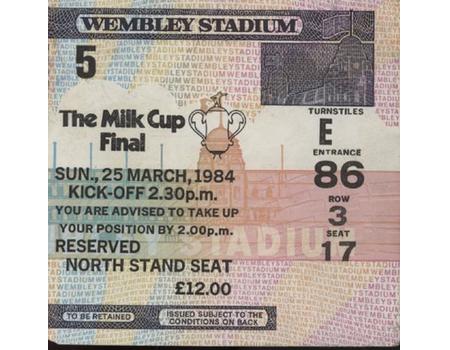 WEMBLEY STADIUM
5
The Milk Cup
Final
SUN., 25 MARCH, 1984
KICK-OFF 2.30p.m.
YOU ARE ADVISED TO TAKE UP
YOUR POSITION BY 2.00p.m.
RESERVED
NORTH STAND SEAT
£12.00
TO BE RETAINED
ISSUED SUBJECT TO THE
CONDITIONS ON BACK
TURNSTILES
E
ENTRANCE
86
ROW
3
SEAT
17
STADIUM